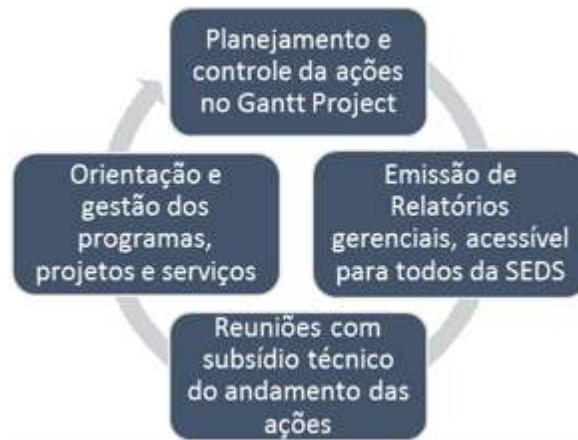 Planejamento e
controle da ações
no Gantt Project
Orientação e
gestão dos
programas,
projetos e serviços
Emissão de
Relatórios
gerenciais, acessível
para todos da SEDS
Reuniões com
subsídio técnico
do andamento das
ações